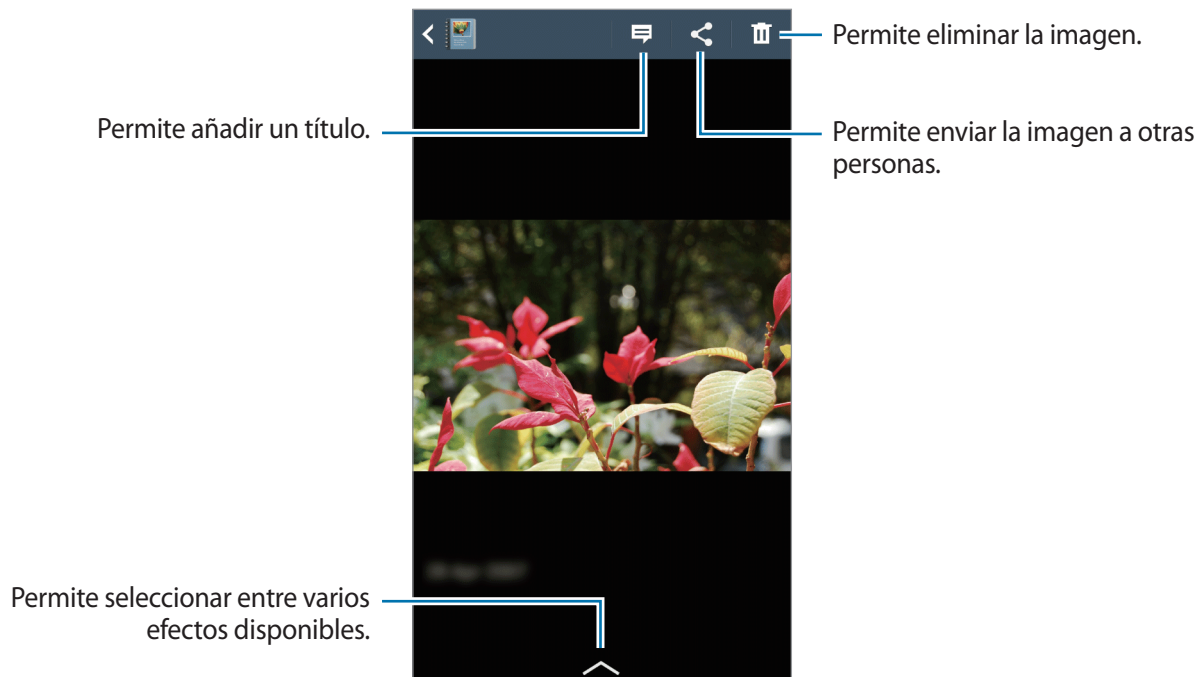 Permite eliminar la imagen.
Permite añadir un título.
Permite enviar la imagen a otras
personas.
Permite seleccionar entre varios
efectos disponibles.